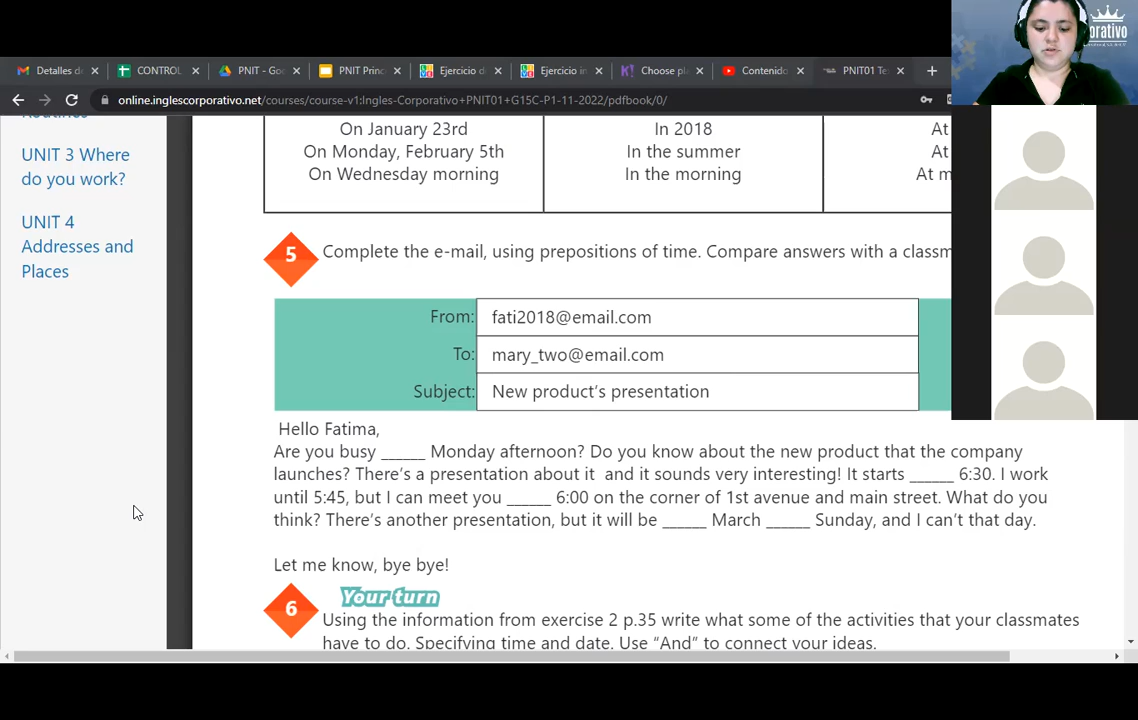 Detalles d
CONTROL
PNIT - Go
PNIT Prin
Ejercicio d
Ejercicio in
Choose pl
Contenido
PNIT01 Te
orativo
online.inglescorporativo.net/courses/course-v1:Ingles-Corporativo+PNIT01+G15C-P1-11-2022/pdfbook/0/
UNIT 3 Where
do you work?
UNIT 4
Addresses and
Places
On January 23rd
On Monday, February 5th
On Wednesday morning
In 2018
In the summer
In the morning
At
At
At m
5 Complete the e-mail, using prepositions of time. Compare answers with a classm
From: fati2018@email.com
To: mary_two@email.com
Subject: New product's presentation
Hello Fatima,
Are you busy ______ Monday afternoon? Do you know about the new product that the company
launches? There's a presentation about it and it sounds very interesting! It starts ______ 6:30. I work
until 5:45, but I can meet you ______ 6:00 on the corner of 1st avenue and main street. What do you
think? There's another presentation, but it will be ______ March ______ Sunday, and I can't that day.
Let me know, bye bye!
Your turn
6 Using the information from exercise 2 p.35 write what some of the activities that your classmates
have to do. Specifying time and date. Use “And” to connect your ideas.